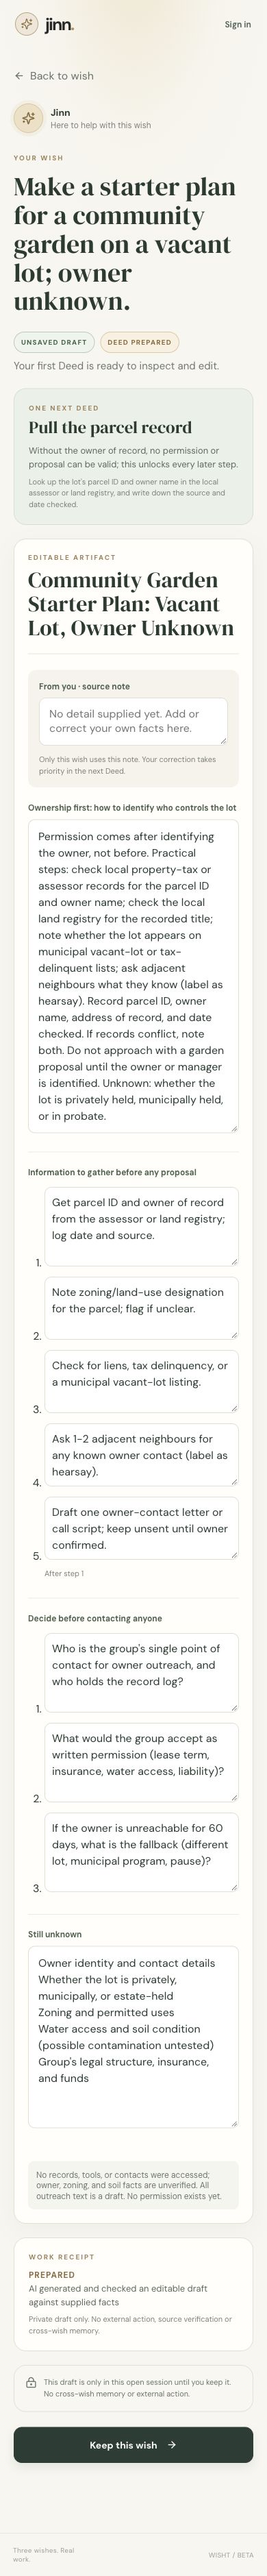 jinn.
Sign in
← Back to wish
Jinn
Here to help with this wish
YOUR WISH
Make a starter plan
for a community
garden on a vacant
lot; owner
unknown.
UNSAVED DRAFT
DEED PREPARED
Your first Deed is ready to inspect and edit.
ONE NEXT DEED
Pull the parcel record
Without the owner of record, no permission or
proposal can be valid; this unlocks every later step.
Look up the lot's parcel ID and owner name in the local
assessor or land registry, and write down the source and
date checked.
EDITABLE ARTIFACT
Community Garden
Starter Plan: Vacant
Lot, Owner Unknown
From you · source note
No detail supplied yet. Add or
correct your own facts here.
Only this wish uses this note. Your correction takes
priority in the next Deed.
Ownership first: how to identify who controls the lot
Permission comes after identifying
the owner, not before. Practical
steps: check local property-tax or
assessor records for the parcel ID
and owner name; check the local
land registry for the recorded title;
note whether the lot appears on
municipal vacant-lot or tax-
delinquent lists; ask adjacent
neighbours what they know (label as
hearsay). Record parcel ID, owner
name, address of record, and date
checked. If records conflict, note
both. Do not approach with a garden
proposal until the owner or manager
is identified. Unknown: whether the
lot is privately held, municipally held,
or in probate.
Information to gather before any proposal
1. Get parcel ID and owner of record
from the assessor or land registry;
log date and source.
2. Note zoning/land-use designation
for the parcel; flag if unclear.
3. Check for liens, tax delinquency, or
a municipal vacant-lot listing.
4. Ask 1-2 adjacent neighbours for
any known owner contact (label as
hearsay).
5. Draft one owner-contact letter or
call script; keep unsent until owner
confirmed.
After step 1
Decide before contacting anyone
1. Who is the group's single point of
contact for owner outreach, and
who holds the record log?
2. What would the group accept as
written permission (lease term,
insurance, water access, liability)?
3. If the owner is unreachable for 60
days, what is the fallback (different
lot, municipal program, pause)?
Still unknown
Owner identity and contact details
Whether the lot is privately,
municipally, or estate-held
Zoning and permitted uses
Water access and soil condition
(possible contamination untested)
Group's legal structure, insurance,
and funds
No records, tools, or contacts were accessed;
owner, zoning, and soil facts are unverified. All
outreach text is a draft. No permission exists yet.
WORK RECEIPT
PREPARED
AI generated and checked an editable draft
against supplied facts
Private draft only. No external action, source verification or
cross-wish memory.
This draft is only in this open session until you keep it.
No cross-wish memory or external action.
Keep this wish →
Three wishes. Real
work.
WISHT / BETA